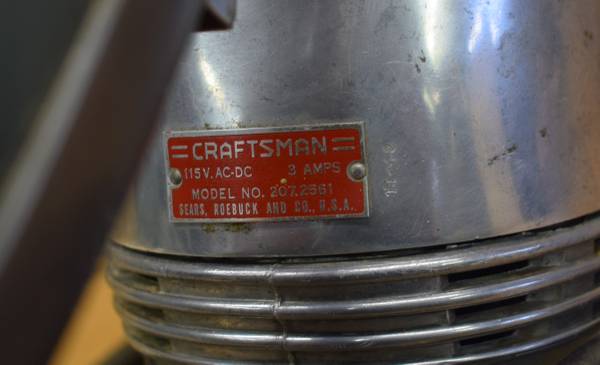 =CRAFTSMAN=
115V. AC-DC 3 AMPS
MODEL NO. 207.2561
SEARS, ROEBUCK AND CO., U.S.A.